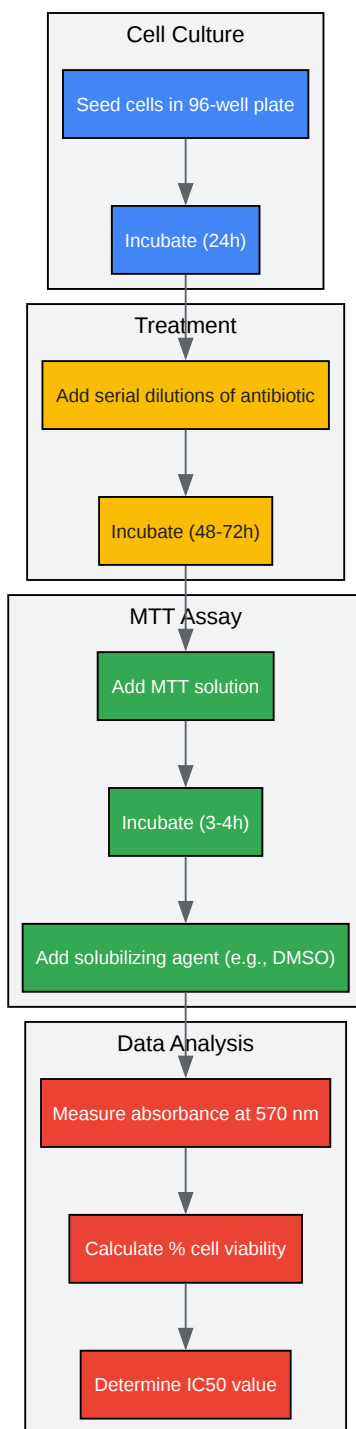 Cell Culture
Seed cells in 96-well plate
Incubate (24h)
Treatment
Add serial dilutions of antibiotic
Incubate (48-72h)
MTT Assay
Add MTT solution
Incubate (3-4h)
Add solubilizing agent (e.g., DMSO)
Data Analysis
Measure absorbance at 570 nm
Calculate % cell viability
Determine IC50 value